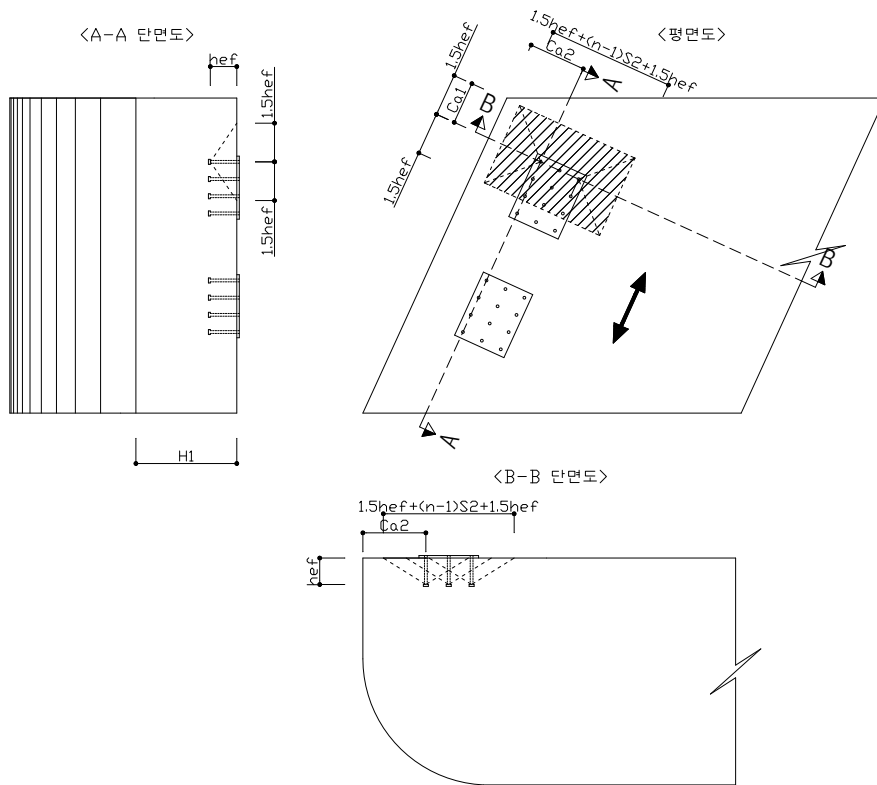 <A-A 단면도>
hef
1.5hef
1.5hef
H1
<평면도>
1.5hef+(n-1)S2+1.5hef
Ca2
A
1.5hef
Ca1
B
1.5hef
B
A
<B-B 단면도>
1.5hef+(n-1)S2+1.5hef
Ca2
hef